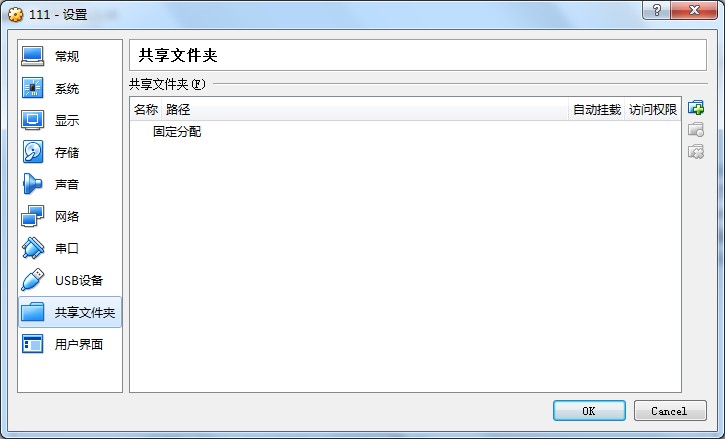 111 - 设置
常规
系统
显示
存储
声音
网络
串口
USB设备
共享文件夹
用户界面
共享文件夹
共享文件夹(F)
名称 路径 自动挂载 访问权限
固定分配
OK Cancel